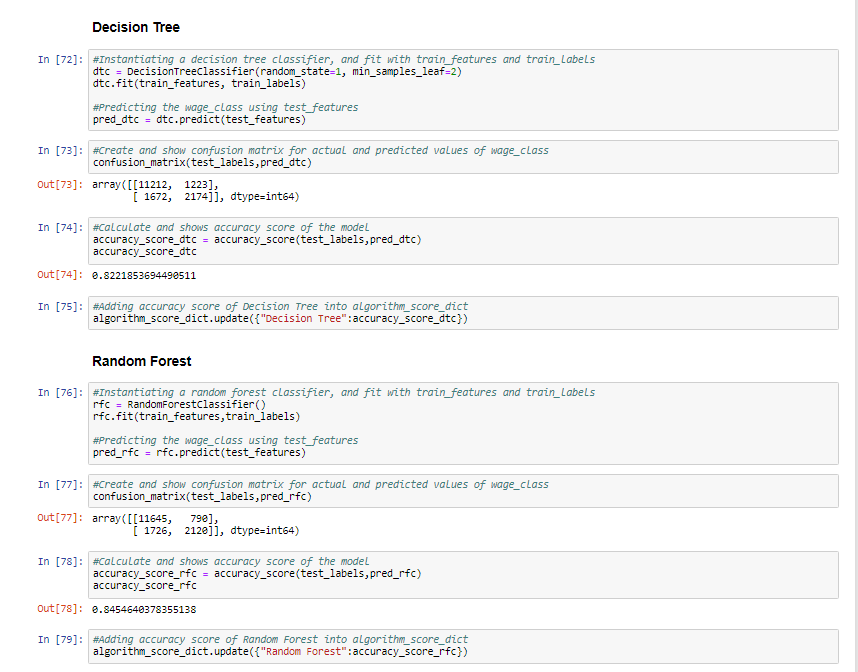 Decision Tree
In [72]: #Instantiating a decision tree classifier, and fit with train_features and train_labels
dtc = DecisionTreeClassifier(random_state=1, min_samples_leaf=2)
dtc.fit(train_features, train_labels)
#Predicting the wage_class using test_features
pred_dtc = dtc.predict(test_features)
In [73]: #Create and show confusion matrix for actual and predicted values of wage_class
confusion_matrix(test_labels,pred_dtc)
Out[73]: array([[11212, 1223],
[ 1672, 2174]], dtype=int64)
In [74]: #Calculate and shows accuracy score of the model
accuracy_score_dtc = accuracy_score(test_labels,pred_dtc)
accuracy_score_dtc
Out[74]: 0.8221853694490511
In [75]: #Adding accuracy score of Decision Tree into algorithm_score_dict
algorithm_score_dict.update({"Decision Tree":accuracy_score_dtc})
Random Forest
In [76]: #Instantiating a random forest classifier, and fit with train_features and train_labels
rfc = RandomForestClassifier()
rfc.fit(train_features,train_labels)
#Predicting the wage_class using test_features
pred_rfc = rfc.predict(test_features)
In [77]: #Create and show confusion matrix for actual and predicted values of wage_class
confusion_matrix(test_labels,pred_rfc)
Out[77]: array([[11645, 790],
[ 1726, 2120]], dtype=int64)
In [78]: #Calculate and shows accuracy score of the model
accuracy_score_rfc = accuracy_score(test_labels,pred_rfc)
accuracy_score_rfc
Out[78]: 0.8454640378355138
In [79]: #Adding accuracy score of Random Forest into algorithm_score_dict
algorithm_score_dict.update({"Random Forest":accuracy_score_rfc})